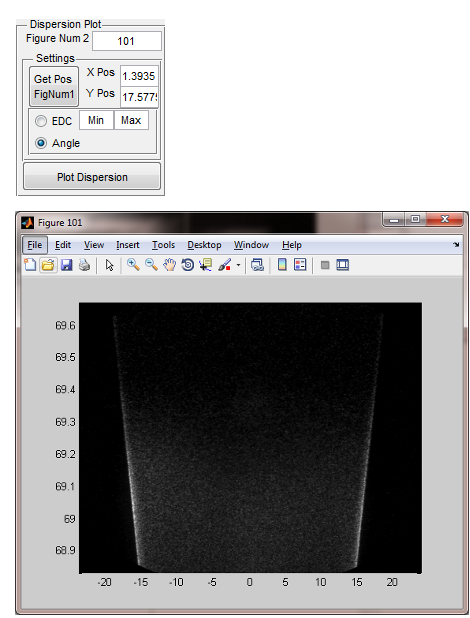 Dispersion Plot
Figure Num 2 101
Settings
Get Pos
FigNum1
X Pos 1.3935
Y Pos 17.577
EDC Min Max
Angle
Plot Dispersion
Figure 101
File Edit View Insert Tools Desktop Window Help
69.6
69.5
69.4
69.3
69.2
69.1
69
68.9
-20 -15 -10 -5 0 5 10 15 20